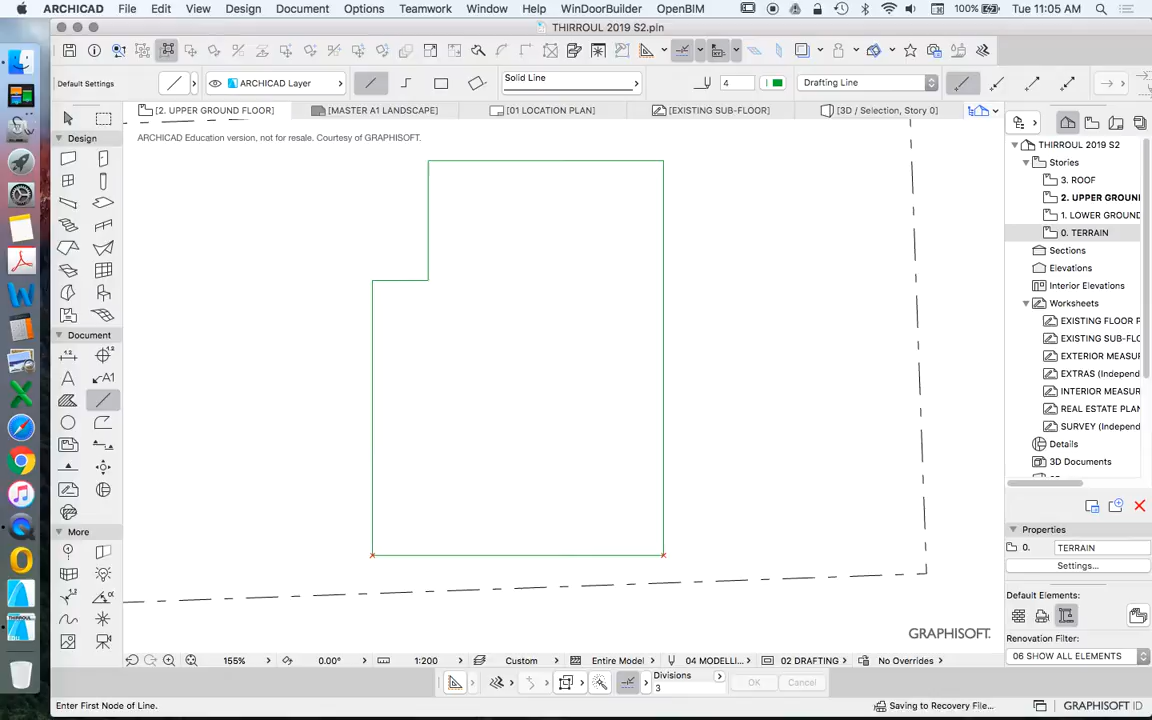 ARCHICAD File Edit View Design Document Options Teamwork Window Help WinDoorBuilder OpenBIM 100% Tue 11:05 AM
THIRROUL 2019 S2.pln
Default Settings ARCHICAD Layer Solid Line 4 Drafting Line
[2. UPPER GROUND FLOOR] [MASTER A1 LANDSCAPE] [01 LOCATION PLAN] [EXISTING SUB-FLOOR] [3D / Selection, Story 0]
ARCHICAD Education version, not for resale. Courtesy of GRAPHISOFT.
Design
Document
1.2
A
A1
More
THIRROUL 2019 S2
Stories
3. ROOF
2. UPPER GROUND
1. LOWER GROUND
0. TERRAIN
Sections
Elevations
Interior Elevations
Worksheets
EXISTING FLOOR P
EXISTING SUB-FL
EXTERIOR MEASUR
EXTRAS (Independ
INTERIOR MEASUR
REAL ESTATE PLAN
SURVEY (Independ
Details
3D Documents
Properties
0. TERRAIN
Settings...
Default Elements:
Renovation Filter:
06 SHOW ALL ELEMENTS
GRAPHISOFT.
155% 0.00° 1:200 Custom Entire Model 04 MODELLI... 02 DRAFTING No Overrides
Divisions
3
OK Cancel
Enter First Node of Line. Saving to Recovery File... GRAPHISOFT ID